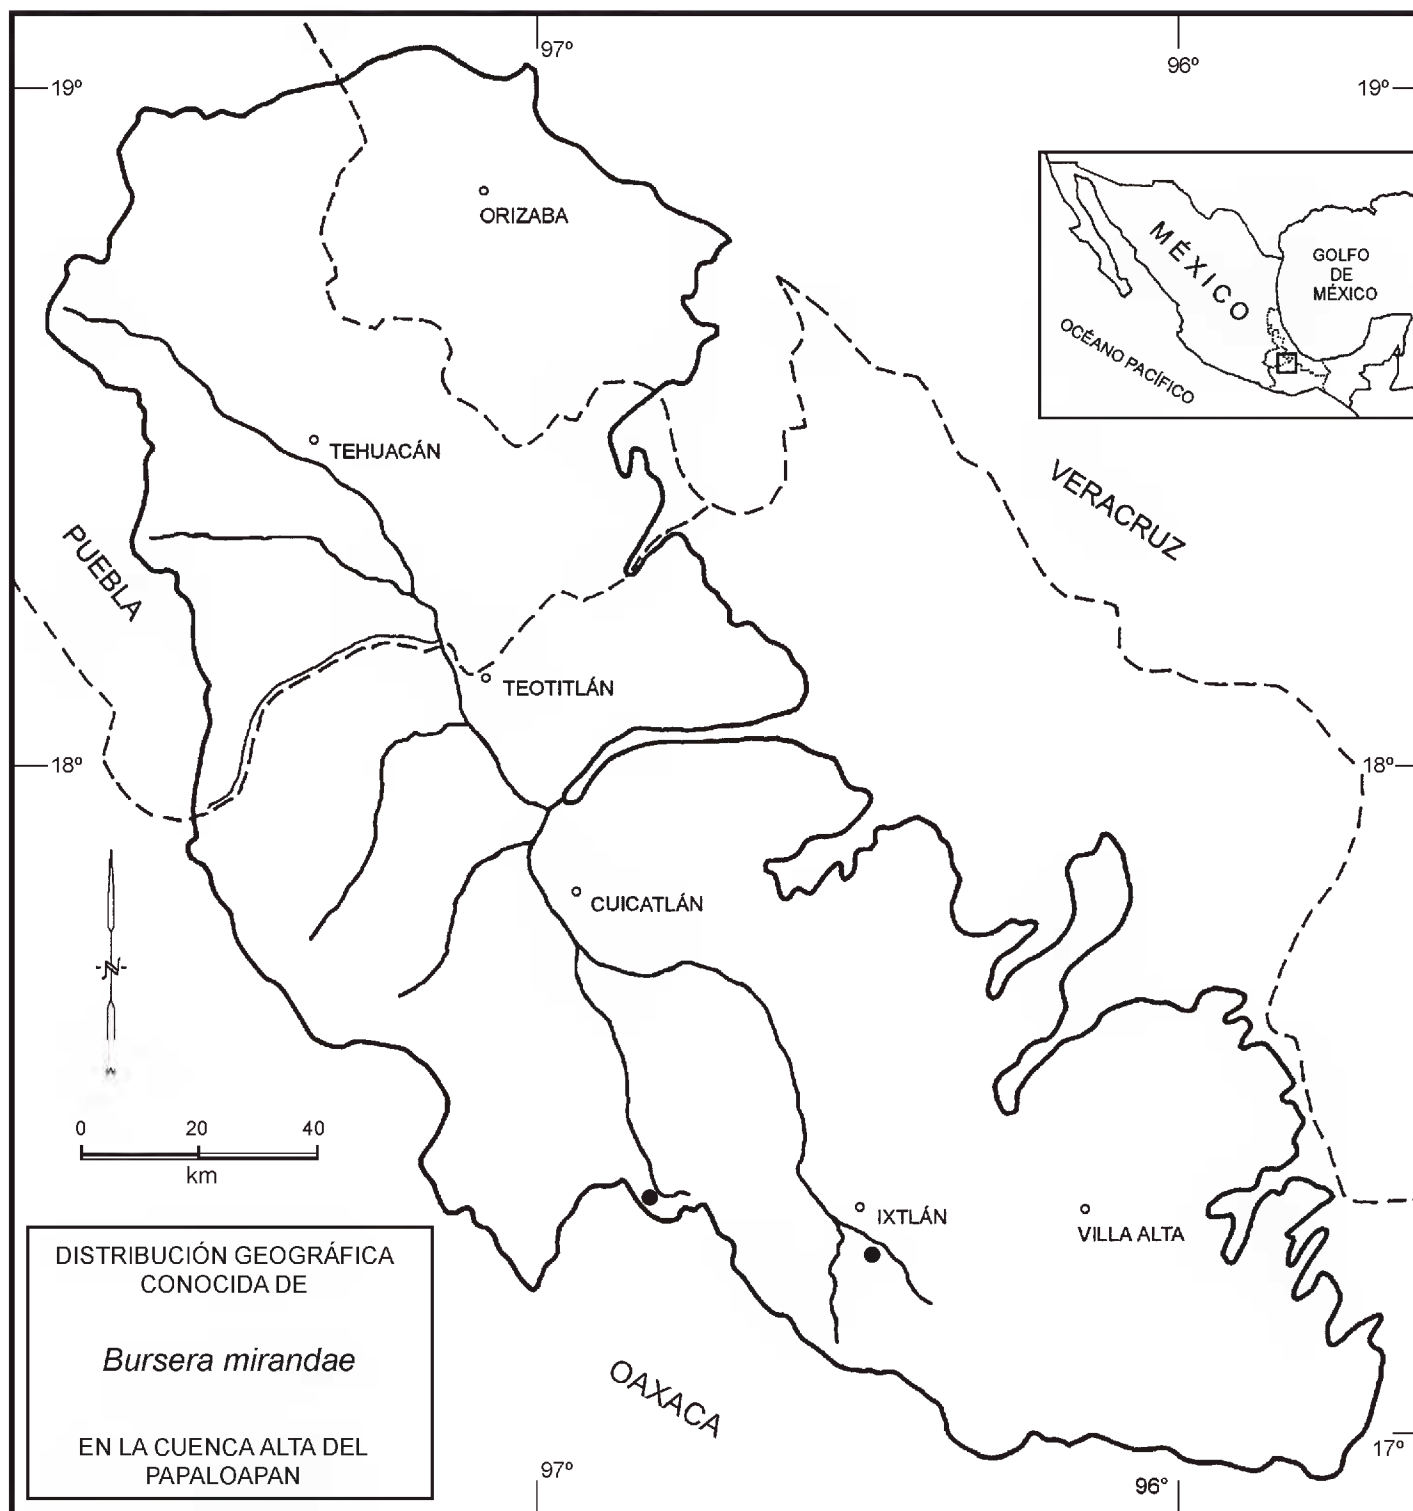 97º
96º
19º
19º
ORIZABA
MÉXICO
GOLFO
DE
MÉXICO
OCÉANO PACÍFICO
TEHUACÁN
VERACRUZ
PUEBLA
TEOTITLÁN
18º
18º
CUICATLÁN
N
0 20 40
km
IXTLÁN
VILLA ALTA
DISTRIBUCIÓN GEOGRÁFICA
CONOCIDA DE
Bursera mirandae
EN LA CUENCA ALTA DEL
PAPALOAPAN
OAXACA
17º
97º
96°